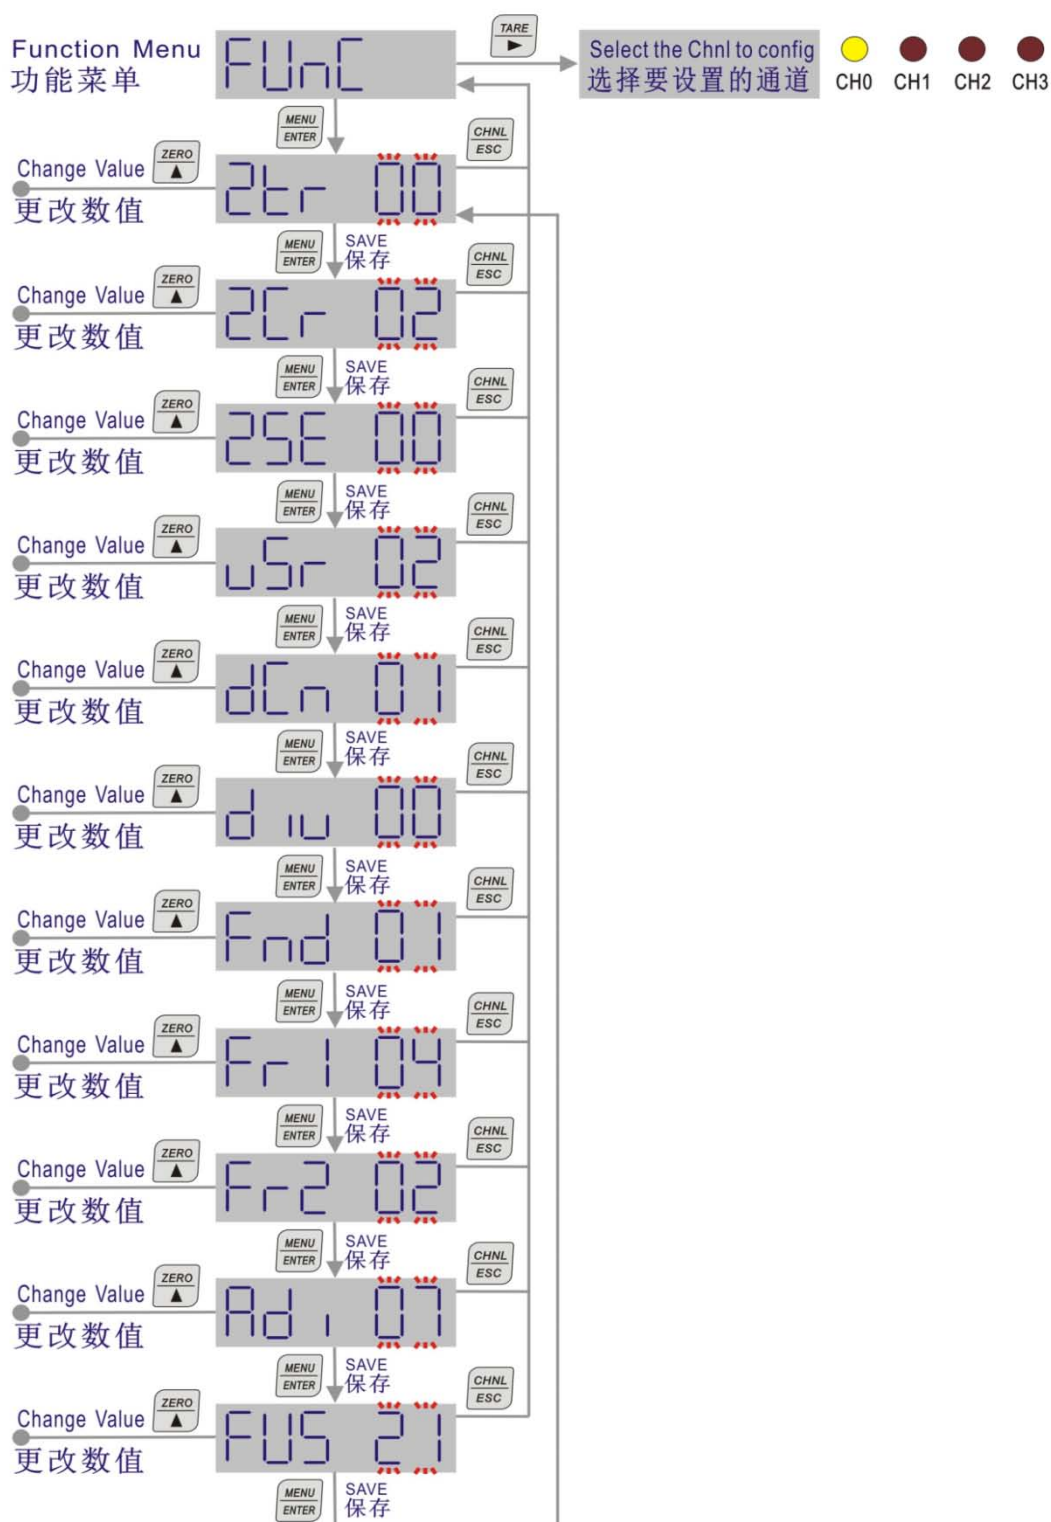 TARE
Function Menu
功能菜单
FUnC
Select the Chnl to config
选择要设置的通道
CH0 CH1 CH2 CH3
MENU
ENTER
CHNL
ESC
Change Value
更改数值
ZERO
2tr 00
MENU
ENTER
SAVE
保存
CHNL
ESC
Change Value
更改数值
ZERO
2Cr 02
MENU
ENTER
SAVE
保存
CHNL
ESC
Change Value
更改数值
ZERO
2SE 00
MENU
ENTER
SAVE
保存
CHNL
ESC
Change Value
更改数值
ZERO
uSr 02
MENU
ENTER
SAVE
保存
CHNL
ESC
Change Value
更改数值
ZERO
dCn 01
MENU
ENTER
SAVE
保存
CHNL
ESC
Change Value
更改数值
ZERO
d iu 00
MENU
ENTER
SAVE
保存
CHNL
ESC
Change Value
更改数值
ZERO
Fnd 01
MENU
ENTER
SAVE
保存
CHNL
ESC
Change Value
更改数值
ZERO
Fr1 04
MENU
ENTER
SAVE
保存
CHNL
ESC
Change Value
更改数值
ZERO
Fr2 02
MENU
ENTER
SAVE
保存
CHNL
ESC
Change Value
更改数值
ZERO
Adi 07
MENU
ENTER
SAVE
保存
CHNL
ESC
Change Value
更改数值
ZERO
FUS 21
MENU
ENTER
SAVE
保存